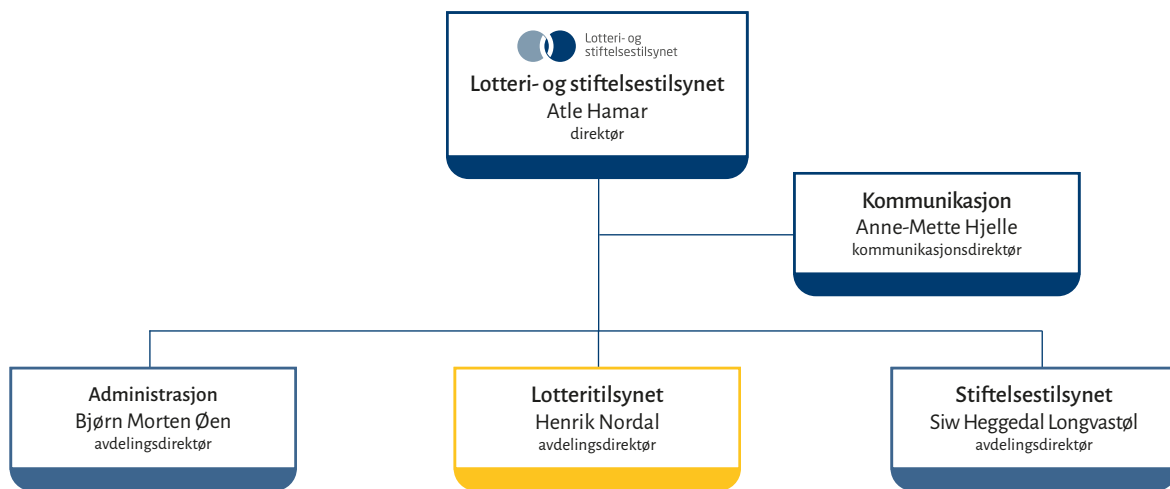 Lotteri- og
stiftelsestilsynet
Lotteri- og stiftelsestilsynet
Atle Hamar
direktør
Kommunikasjon
Anne-Mette Hjelle
kommunikasjonsdirektør
Administrasjon
Bjørn Morten Øen
avdelingsdirektør
Lotteritilsynet
Henrik Nordal
avdelingsdirektør
Stiftelsestilsynet
Siw Heggedal Longvastøl
avdelingsdirektør